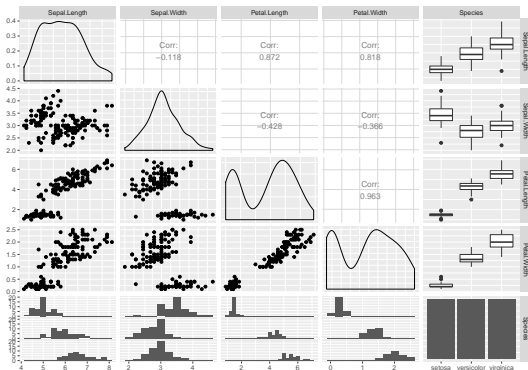 Sepal.Length Sepal.Width Petal.Length Petal.Width Species
0.4
0.3
0.2
0.1
0.0
Corr:
−0.118
Corr:
0.872
Corr:
0.818
Sepal.Length
4.5
4.0
3.5
3.0
2.5
2.0
Corr:
−0.428
Corr:
−0.366
Sepal.Width
6
4
2
Corr:
0.963
Petal.Length
2.5
2.0
1.5
1.0
0.5
0.0
Petal.Width
Species
4 5 6 7 8
2 3 4
2 4 6
0 1 2
setosa versicolor virginica